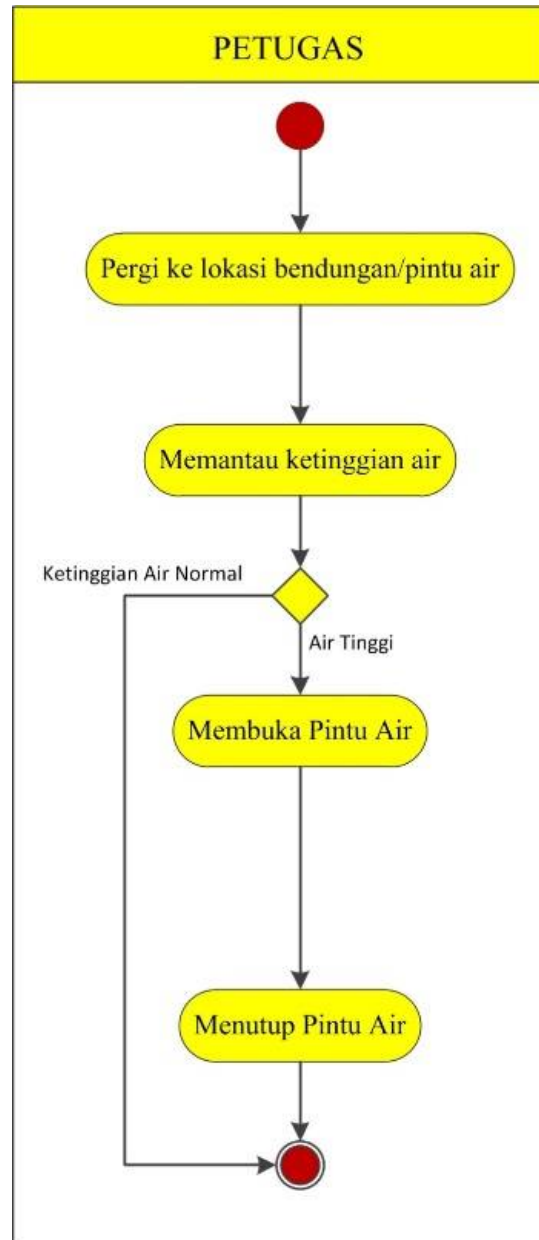 PETUGAS
Pergi ke lokasi bendungan/pintu air
Memantau ketinggian air
Ketinggian Air Normal
Air Tinggi
Membuka Pintu Air
Menutup Pintu Air